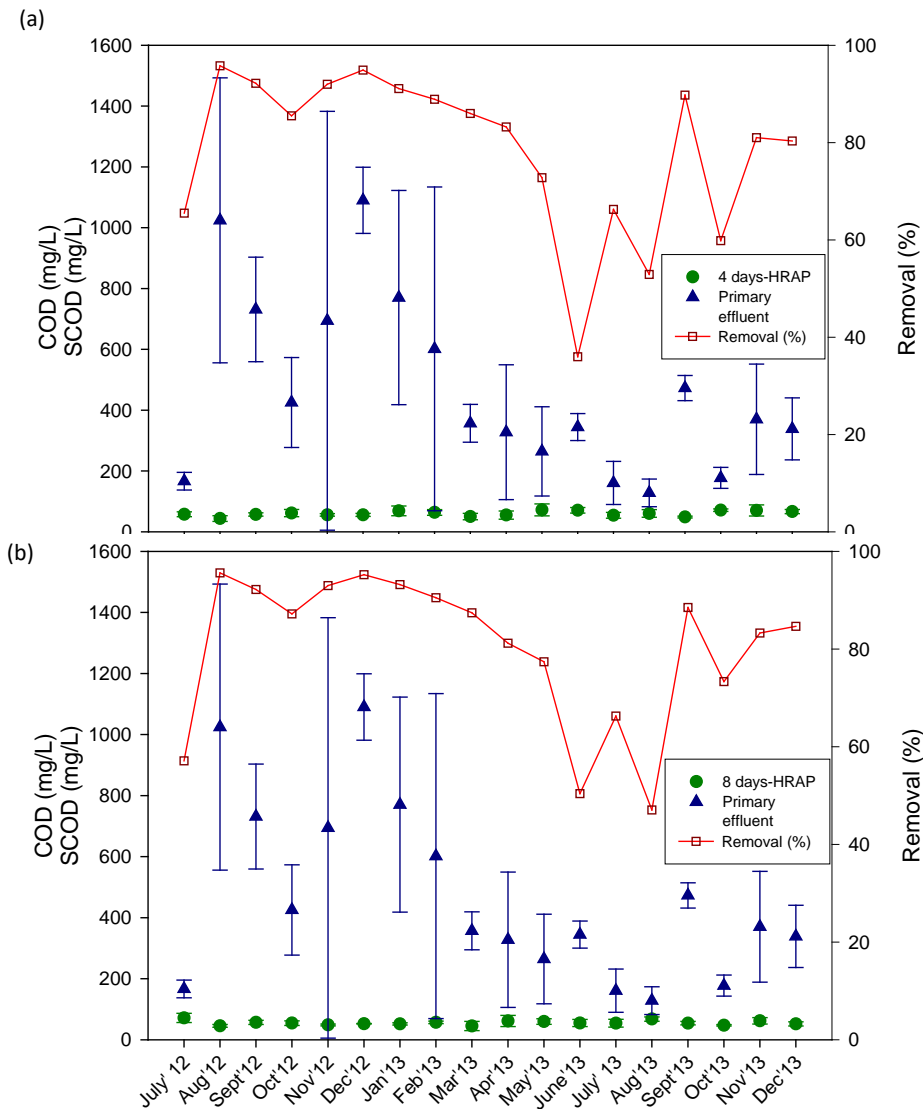 (a)
1600
1400
1200
1000
800
600
400
200
0
COD (mg/L)
SCOD (mg/L)
100
80
60
40
20
0
Removal (%)
4 days-HRAP
Primary
effluent
Removal (%)
(b)
1600
1400
1200
1000
800
600
400
200
0
COD (mg/L)
SCOD (mg/L)
100
80
60
40
20
0
Removal (%)
8 days-HRAP
Primary
effluent
Removal (%)
July' 12
Aug'12
Sept'12
Oct'12
Nov'12
Dec'12
Jan'13
Feb'13
Mar'13
Apr'13
May'13
June'13
July' 13
Aug'13
Sept'13
Oct'13
Nov'13
Dec'13